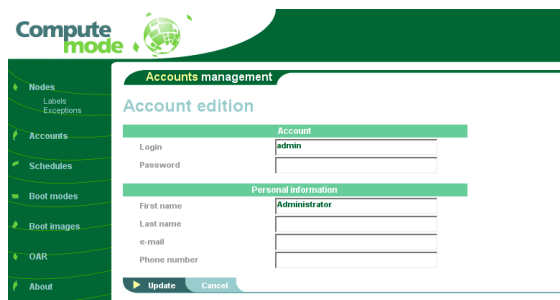 Compute
mode
Nodes
Labels
Exceptions
Accounts
Schedules
Boot modes
Boot images
OAR
About
Accounts management
Account edition
Account
Login admin
Password
Personal information
First name Administrator
Last name
e-mail
Phone number
Update Cancel